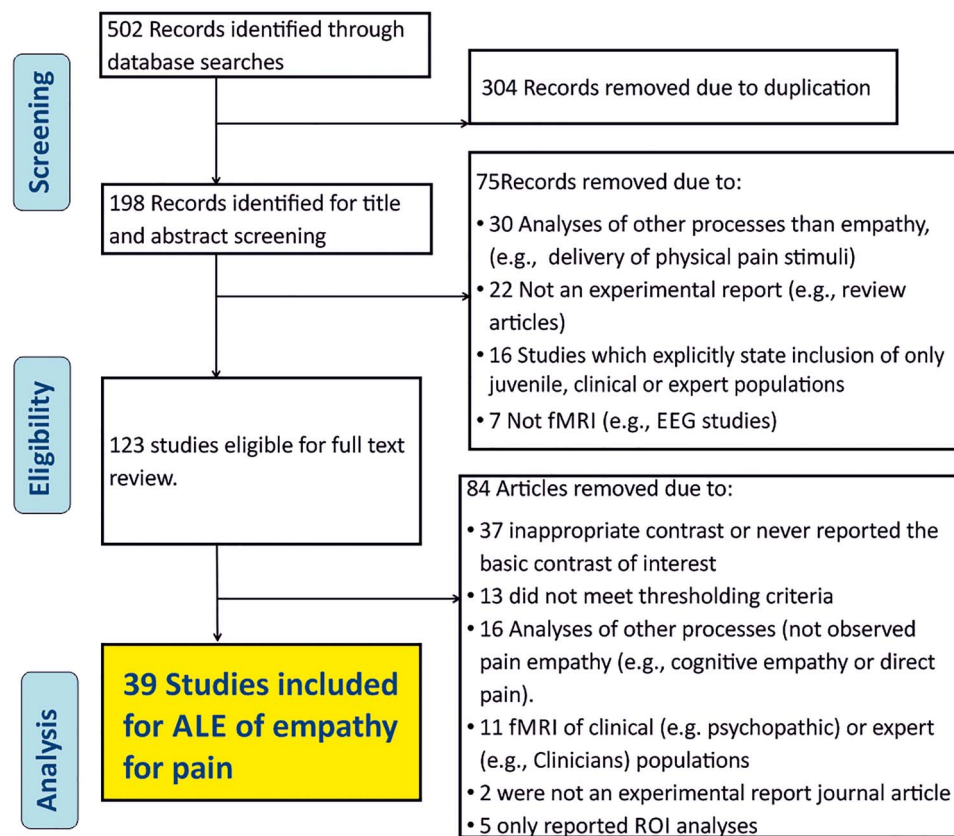 Screening
502 Records identified through
database searches
304 Records removed due to duplication
198 Records identified for title
and abstract screening
75Records removed due to:
• 30 Analyses of other processes than empathy,
(e.g., delivery of physical pain stimuli)
• 22 Not an experimental report (e.g., review
articles)
• 16 Studies which explicitly state inclusion of only
juvenile, clinical or expert populations
• 7 Not fMRI (e.g., EEG studies)
Eligibility
123 studies eligible for full text
review.
84 Articles removed due to:
• 37 inappropriate contrast or never reported the
basic contrast of interest
• 13 did not meet thresholding criteria
• 16 Analyses of other processes (not observed
pain empathy (e.g., cognitive empathy or direct
pain).
• 11 fMRI of clinical (e.g. psychopathic) or expert
(e.g., Clinicians) populations
• 2 were not an experimental report journal article
• 5 only reported ROI analyses
Analysis
39 Studies included
for ALE of empathy
for pain